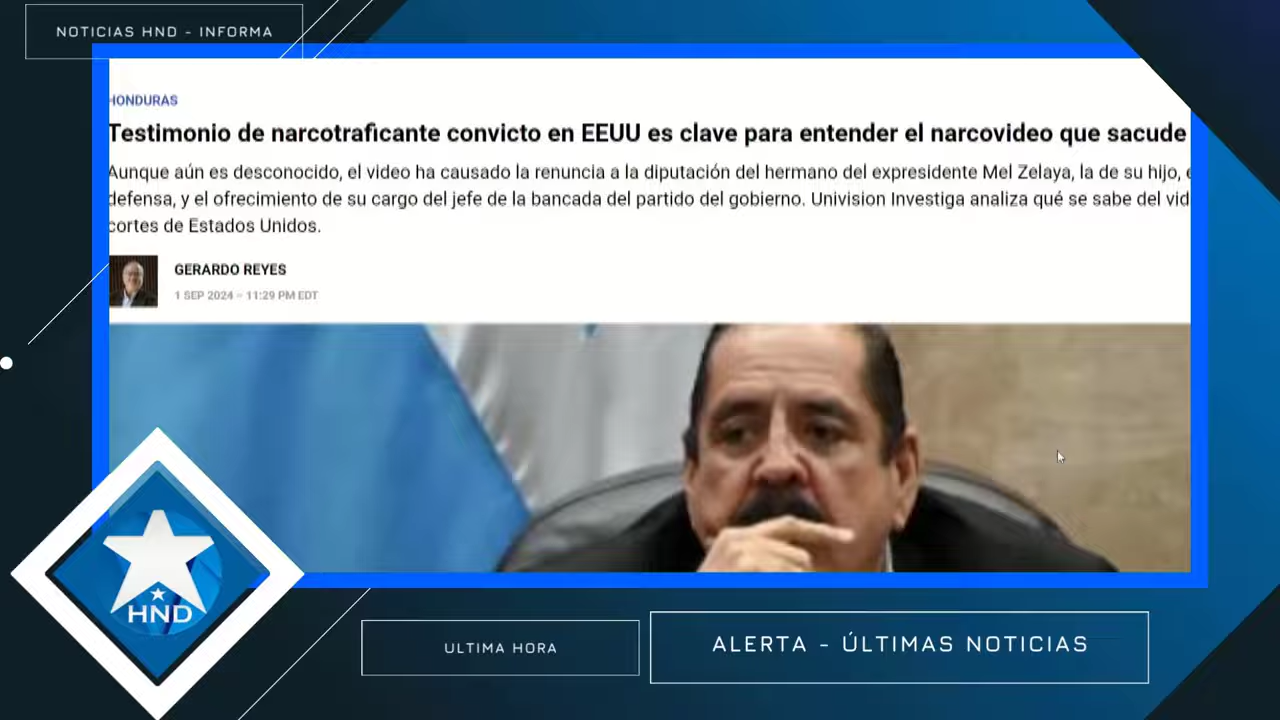 NOTICIAS HND - INFORMA
HONDURAS
Testimonio de narcotraficante convicto en EEUU es clave para entender el narcovideo que sacude
Aunque aún es desconocido, el video ha causado la renuncia a la diputación del hermano del expresidente Mel Zelaya, la de su hijo,
defensa, y el ofrecimiento de su cargo del jefe de la bancada del partido del gobierno. Univision Investiga analiza qué se sabe del
cortes de Estados Unidos.
GERARDO REYES
1 SEP 2024 – 11:29 PM EDT
HND
ULTIMA HORA
ALERTA - ÚLTIMAS NOTICIAS